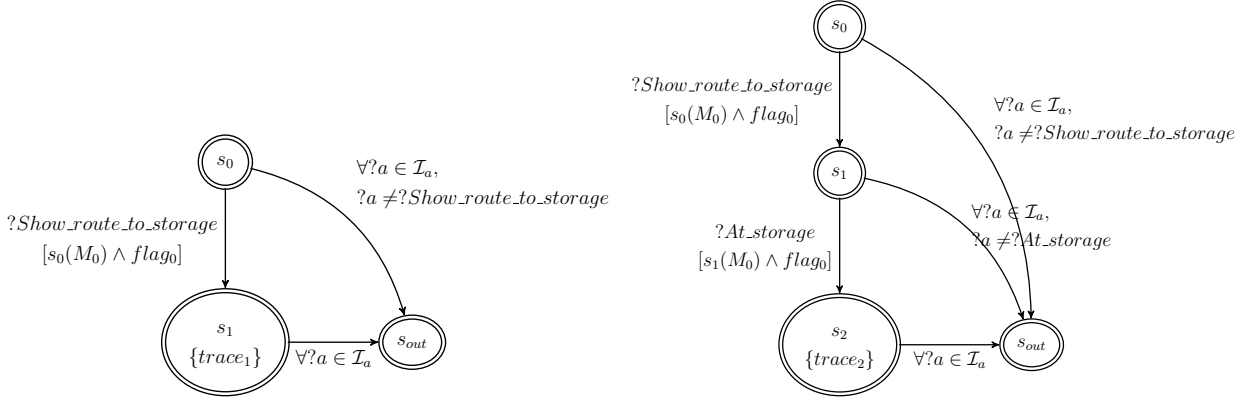 s_0
∀?a ∈ I_a,
?a ≠?Show_route_to_storage
?Show_route_to_storage
[s_0(M_0) ∧ flag_0]
s_1
{trace_1}
∀?a ∈ I_a
s_out
s_0
?Show_route_to_storage
[s_0(M_0) ∧ flag_0]
∀?a ∈ I_a,
?a ≠?Show_route_to_storage
s_1
∀?a ∈ I_a,
?a ≠?At_storage
?At_storage
[s_1(M_0) ∧ flag_0]
s_2
{trace_2}
∀?a ∈ I_a
s_out